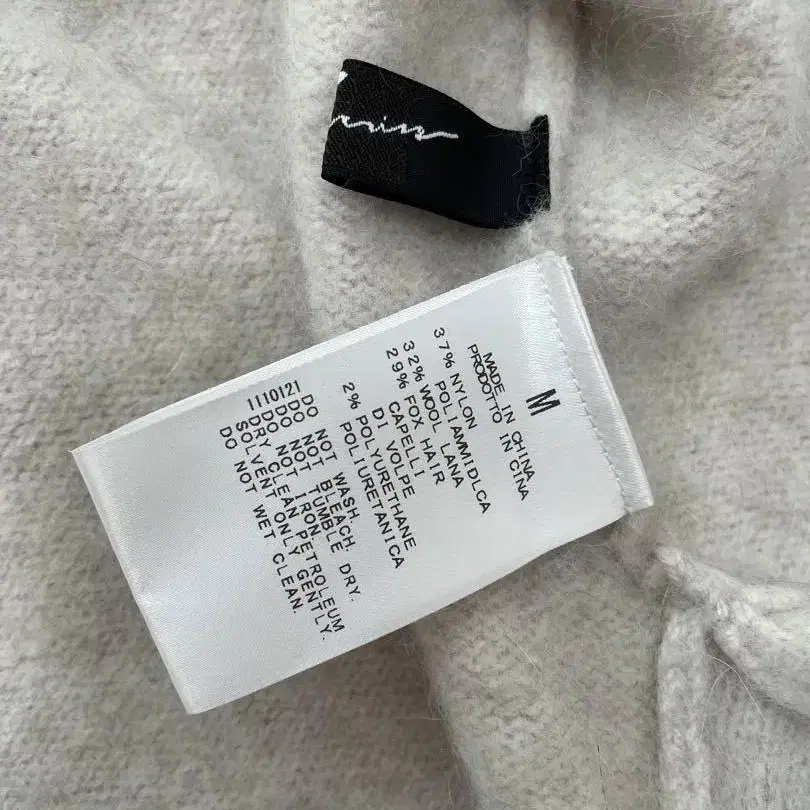 M
MADE IN CHINA
PRODOTTO IN CINA
37% NYLON
POLIAMMIDLCA
32% WOOL LANA
29% FOX HAIR
CAPELLI
DI VOLPE
2% POLYURETHANE
POLIURETANICA
1110121
DO NOT WASH.
DO NOT BLEACH.
DO NOT TUMBLE DRY.
DO NOT IRON.
DRY CLEAN PETROLEUM
SOLVENT ONLY GENTLY.
DO NOT WET CLEAN.